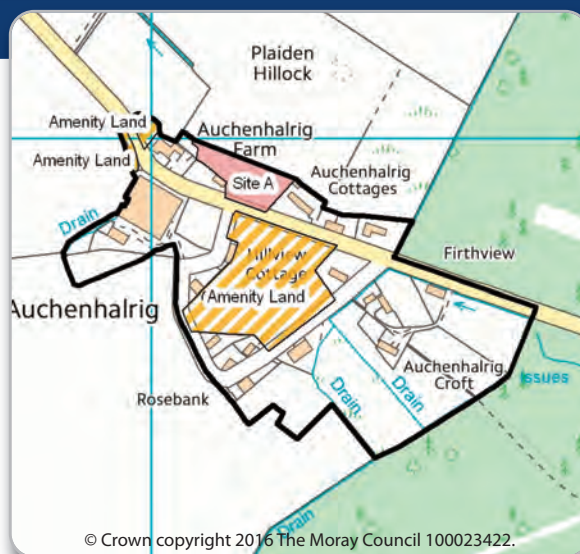 Plaiden
Hillock
Amenity Land
Auchenhalrig
Farm
Amenity Land
Site A
Auchenhalrig
Cottages
Drain
Firthview
Hillview
Cottage
Amenity Land
Auchenhalrig
Auchenhalrig
Croft
Issues
Drain
Drain
Rosebank
Drain
© Crown copyright 2016 The Moray Council 100023422.